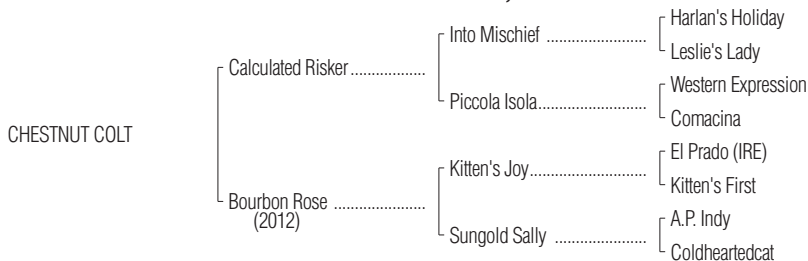 Harlan's Holiday
Into Mischief ........................
Leslie's Lady
Calculated Risker..................
Western Expression
Piccola Isola..........................
Comacina
CHESTNUT COLT
El Prado (IRE)
Kitten's Joy............................
Kitten's First
Bourbon Rose ......................
(2012)
A.P. Indy
Sungold Sally ......................
Coldheartedcat